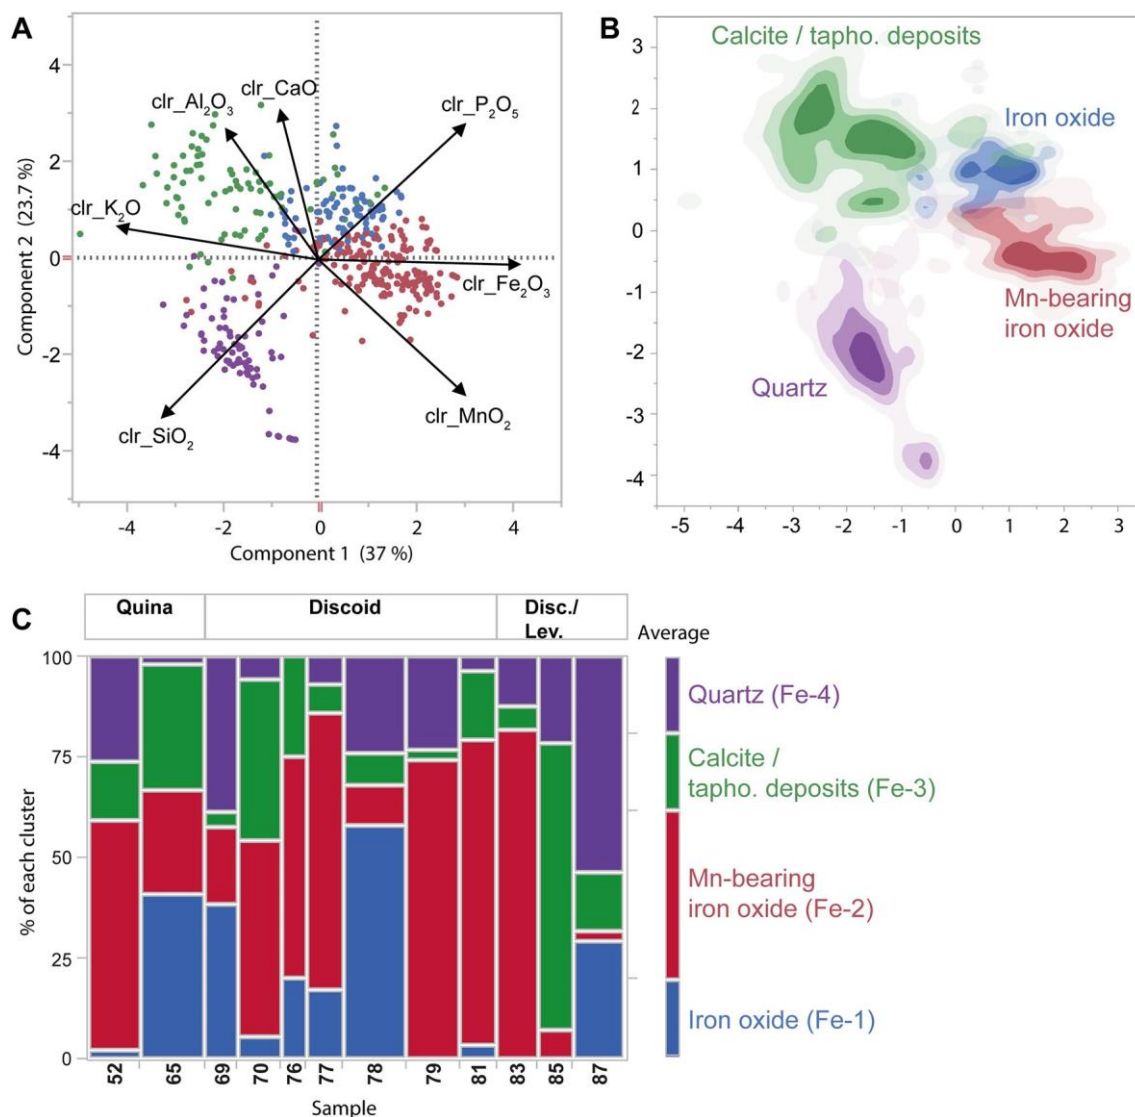 A
4
2
0
-2
-4
-4
-2
0
2
4
Component 2 (23.7 %)
Component 1 (37 %)
clr_Al₂O₃
clr_CaO
clr_P₂O₅
clr_K₂O
clr_Fe₂O₃
clr_SiO₂
clr_MnO₂
B
3
2
1
0
-1
-2
-3
-4
-5
-4
-3
-2
-1
0
1
2
3
Calcite / tapho. deposits
Iron oxide
Mn-bearing
iron oxide
Quartz
C
Quina
Discoid
Disc./
Lev.
Average
100
75
50
25
0
% of each cluster
52
65
69
70
76
77
78
79
81
83
85
87
Sample
Quartz (Fe-4)
Calcite /
tapho. deposits (Fe-3)
Mn-bearing
iron oxide (Fe-2)
Iron oxide (Fe-1)